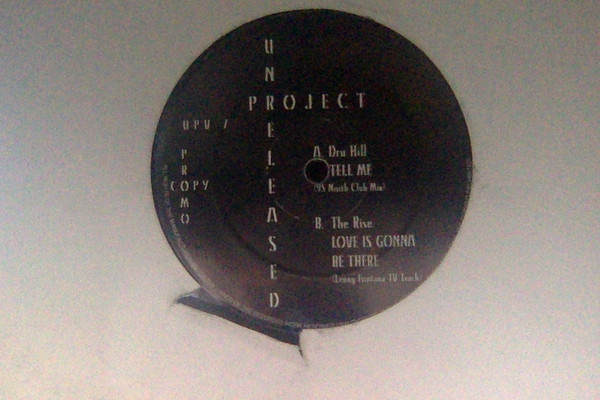 UNRELEASED
PROJECT
UPU 7
PROMO
COPY
A. Dru Hill
TELL ME
(95 North Club Mix)
B. The Rise
LOVE IS GONNA
BE THERE
(Lenny Fontana TV Track)